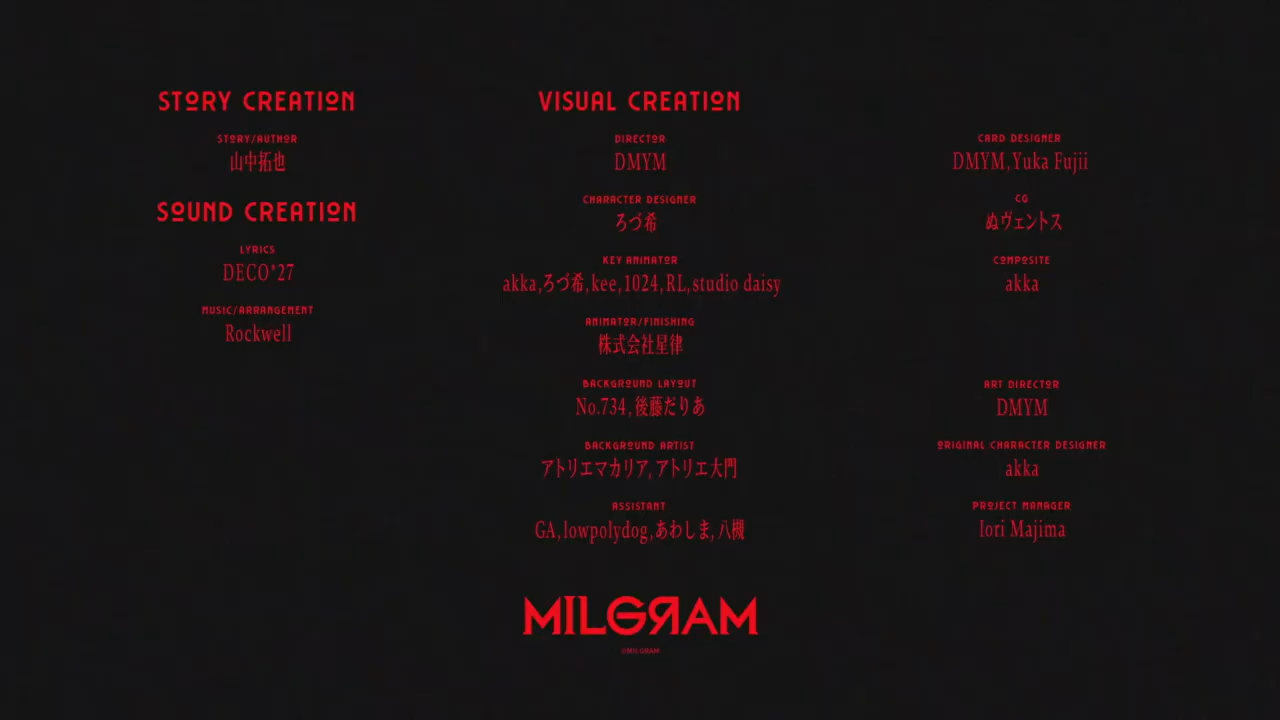 STORY CREATION
STORY/AUTHOR
山中拓也
SOUND CREATION
LYRICS
DECO*27
MUSIC/ARRANGEMENT
Rockwell
VISUAL CREATION
DIRECTOR
DMYM
CHARACTER DESIGNER
ろづ希
KEY ANIMATOR
akka,ろづ希,kee,1024,RL,studio daisy
ANIMATOR/FINISHING
株式会社星律
BACKGROUND LAYOUT
No.734,後藤だりあ
BACKGROUND ARTIST
アトリエマカリア,アトリエ大門
ASSISTANT
GA,lowpolydog,あわしま,八槻
CARD DESIGNER
DMYM,Yuka Fujii
CG
ぬヴェントス
COMPOSITE
akka
ART DIRECTOR
DMYM
ORIGINAL CHARACTER DESIGNER
akka
PROJECT MANAGER
Iori Majima
MILGRAM
©MILGRAM